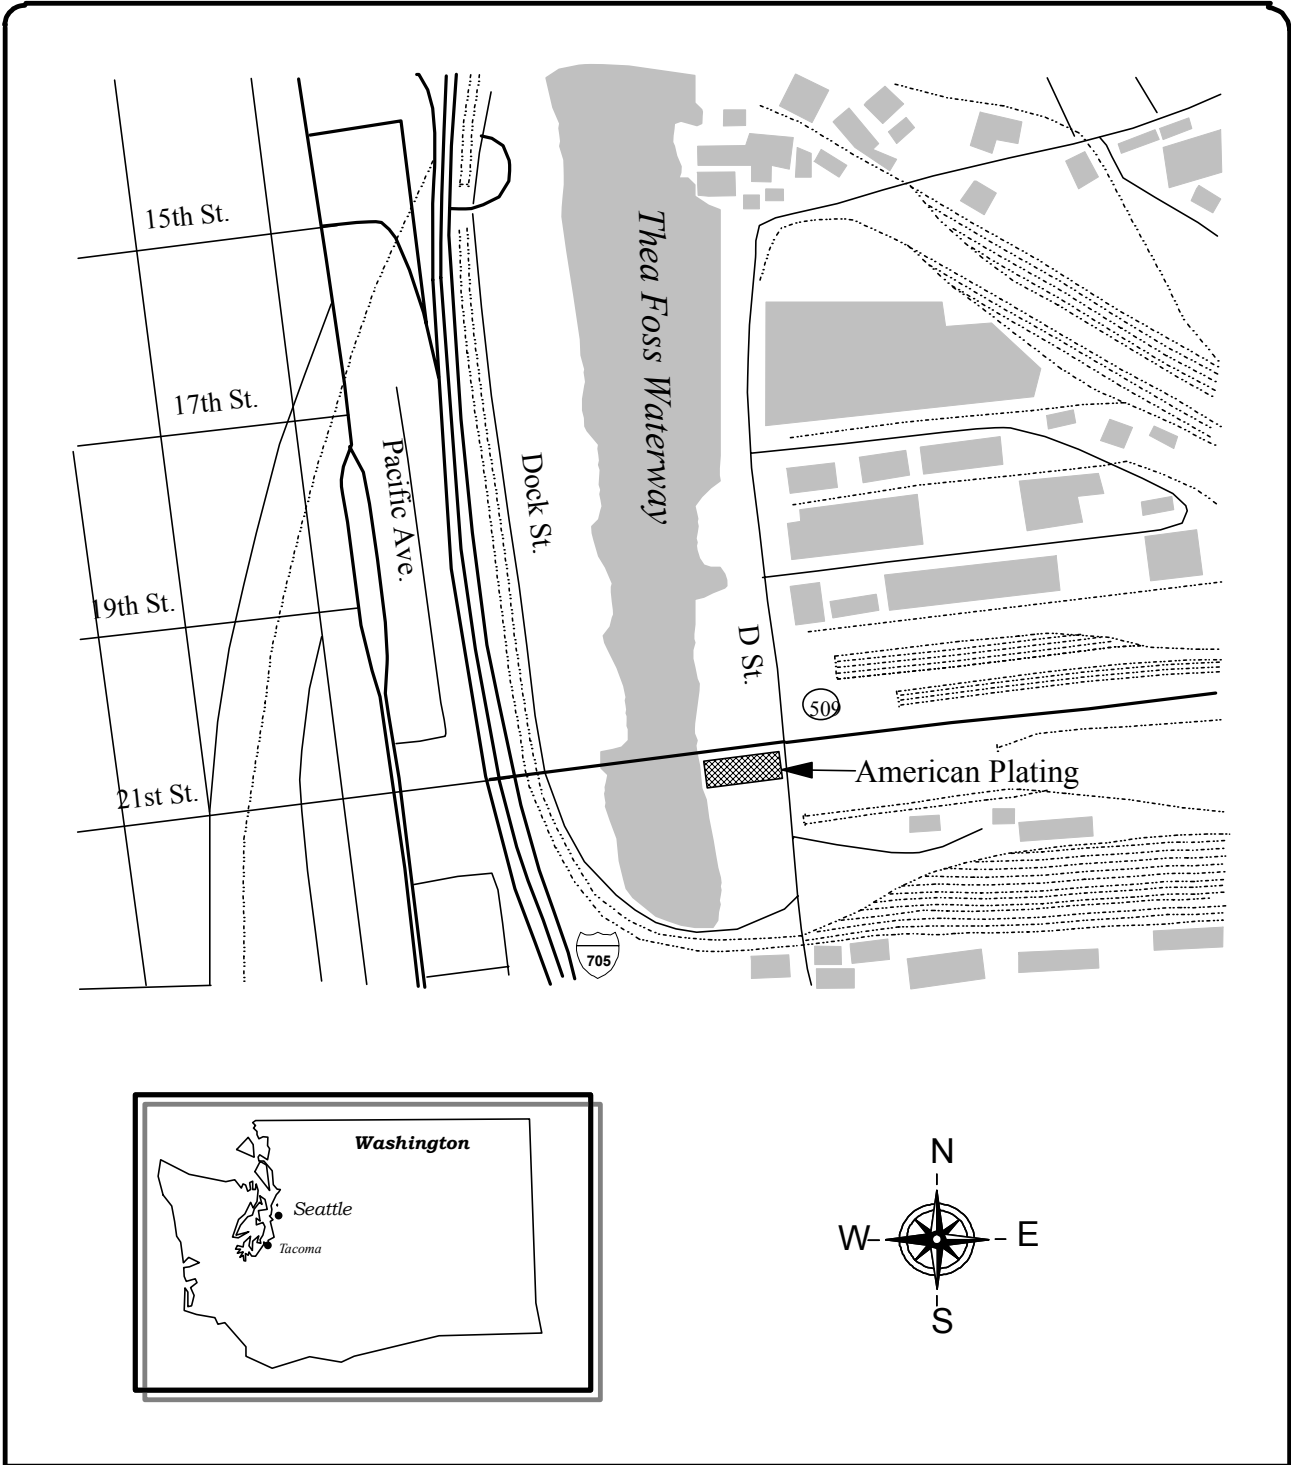 15th St.
Thea Foss Waterway
17th St.
Pacific Ave.
Dock St.
19th St.
D St.
509
American Plating
21st St.
705
Washington
Seattle
Tacoma
N
W
E
S